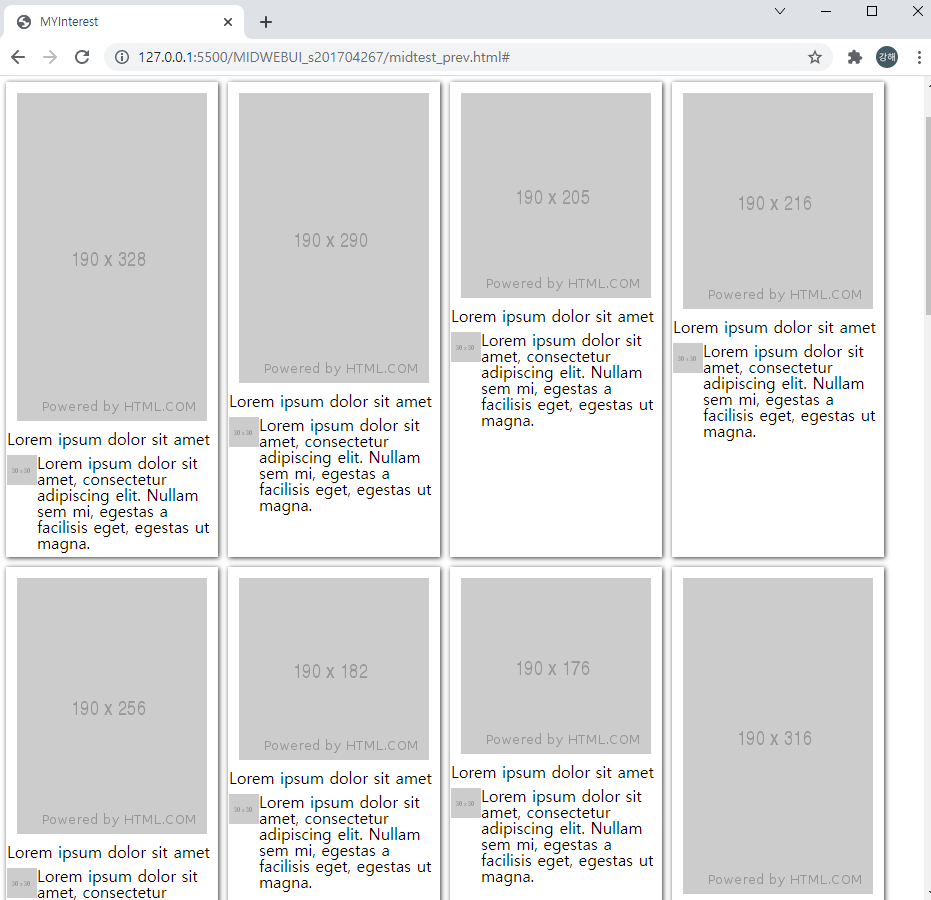 MYInterest
127.0.0.1:5500/MIDWEBUI_s201704267/midtest_prev.html#
강해
190 x 328
Powered by HTML.COM
Lorem ipsum dolor sit amet
30 x 30
Lorem ipsum dolor sit
amet, consectetur
adipiscing elit. Nullam
sem mi, egestas a
facilisis eget, egestas ut
magna.
190 x 290
Powered by HTML.COM
Lorem ipsum dolor sit amet
30 x 30
Lorem ipsum dolor sit
amet, consectetur
adipiscing elit. Nullam
sem mi, egestas a
facilisis eget, egestas ut
magna.
190 x 205
Powered by HTML.COM
Lorem ipsum dolor sit amet
30 x 30
Lorem ipsum dolor sit
amet, consectetur
adipiscing elit. Nullam
sem mi, egestas a
facilisis eget, egestas ut
magna.
190 x 216
Powered by HTML.COM
Lorem ipsum dolor sit amet
30 x 30
Lorem ipsum dolor sit
amet, consectetur
adipiscing elit. Nullam
sem mi, egestas a
facilisis eget, egestas ut
magna.
190 x 256
Powered by HTML.COM
Lorem ipsum dolor sit amet
30 x 30
Lorem ipsum dolor sit
amet, consectetur
190 x 182
Powered by HTML.COM
Lorem ipsum dolor sit amet
30 x 30
Lorem ipsum dolor sit
amet, consectetur
adipiscing elit. Nullam
sem mi, egestas a
facilisis eget, egestas ut
magna.
190 x 176
Powered by HTML.COM
Lorem ipsum dolor sit amet
30 x 30
Lorem ipsum dolor sit
amet, consectetur
adipiscing elit. Nullam
sem mi, egestas a
facilisis eget, egestas ut
magna.
190 x 316
Powered by HTML.COM